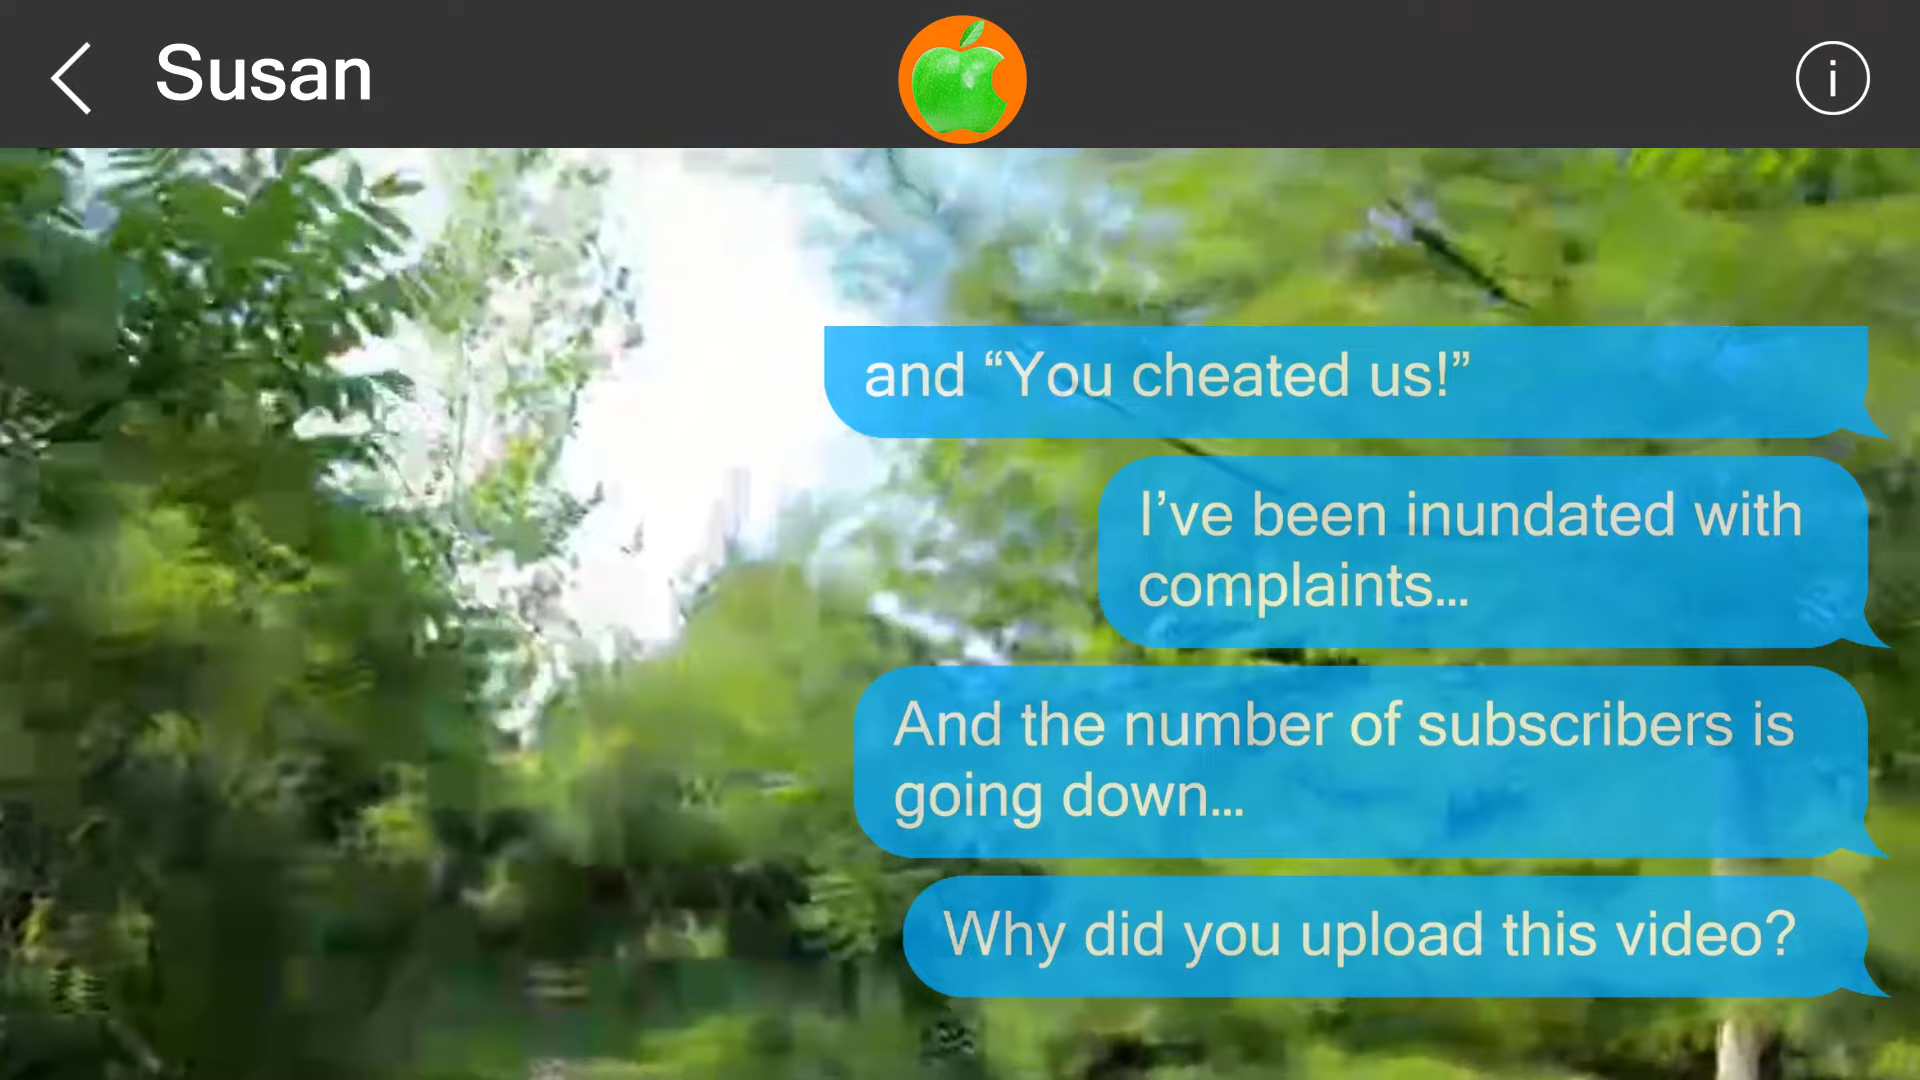 Susan
i
and “You cheated us!”
I’ve been inundated with
complaints...
And the number of subscribers is
going down...
Why did you upload this video?